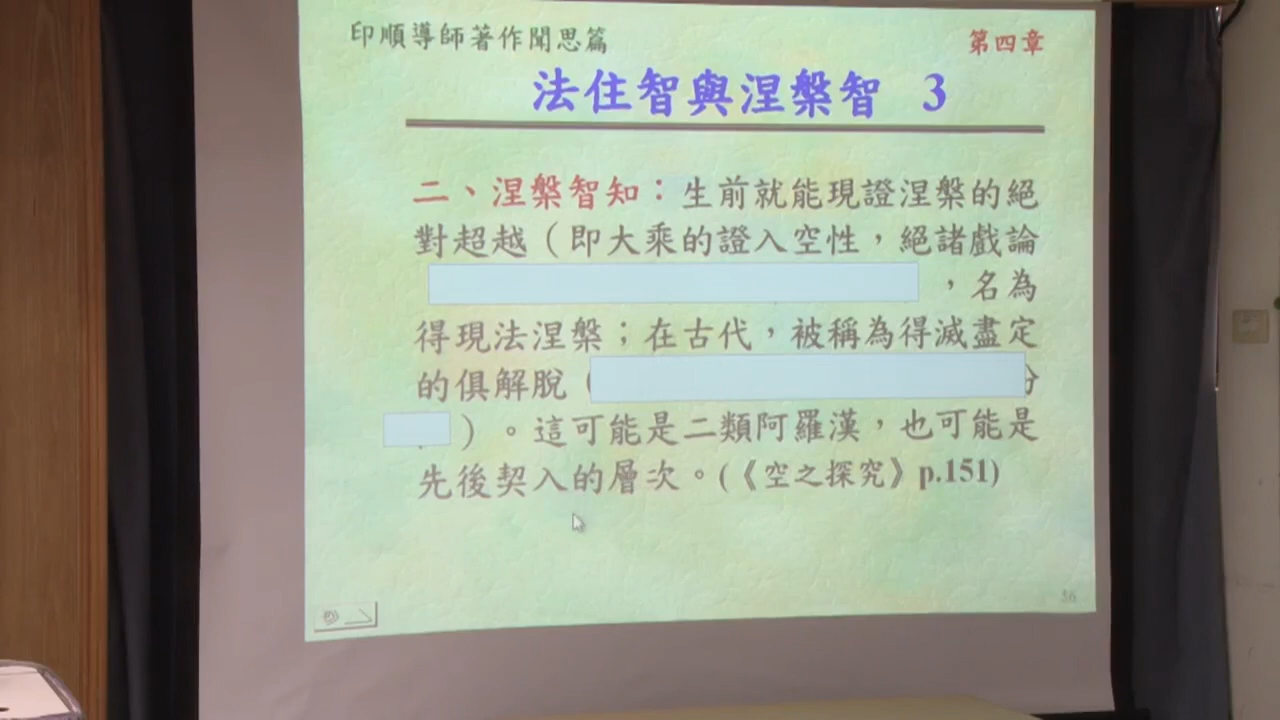 印順導師著作聞思篇
第四章
法住智與涅槃智 3
二、涅槃智知：生前就能現證涅槃的絕
對超越（即大乘的證入空性，絕諸戲論
，名為
得現法涅槃；在古代，被稱為得滅盡定
的俱解脫（
）。這可能是二類阿羅漢，也可能是
先後契入的層次。(《空之探究》p.151)
36